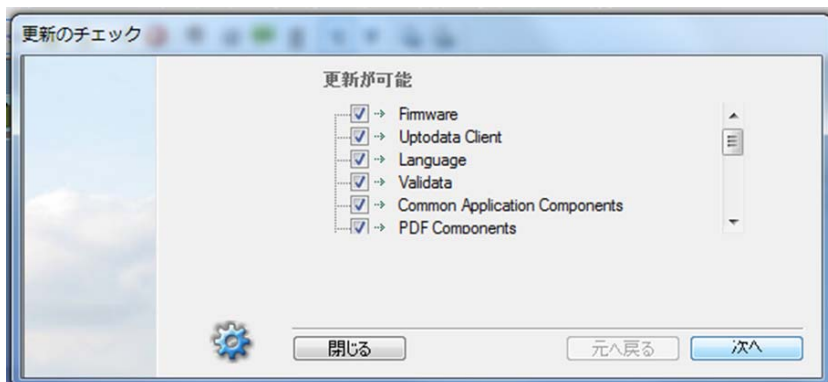 更新のチェック
更新が可能
Firmware
Uptodata Client
Language
Validata
Common Application Components
PDF Components
閉じる
元へ戻る
次へ